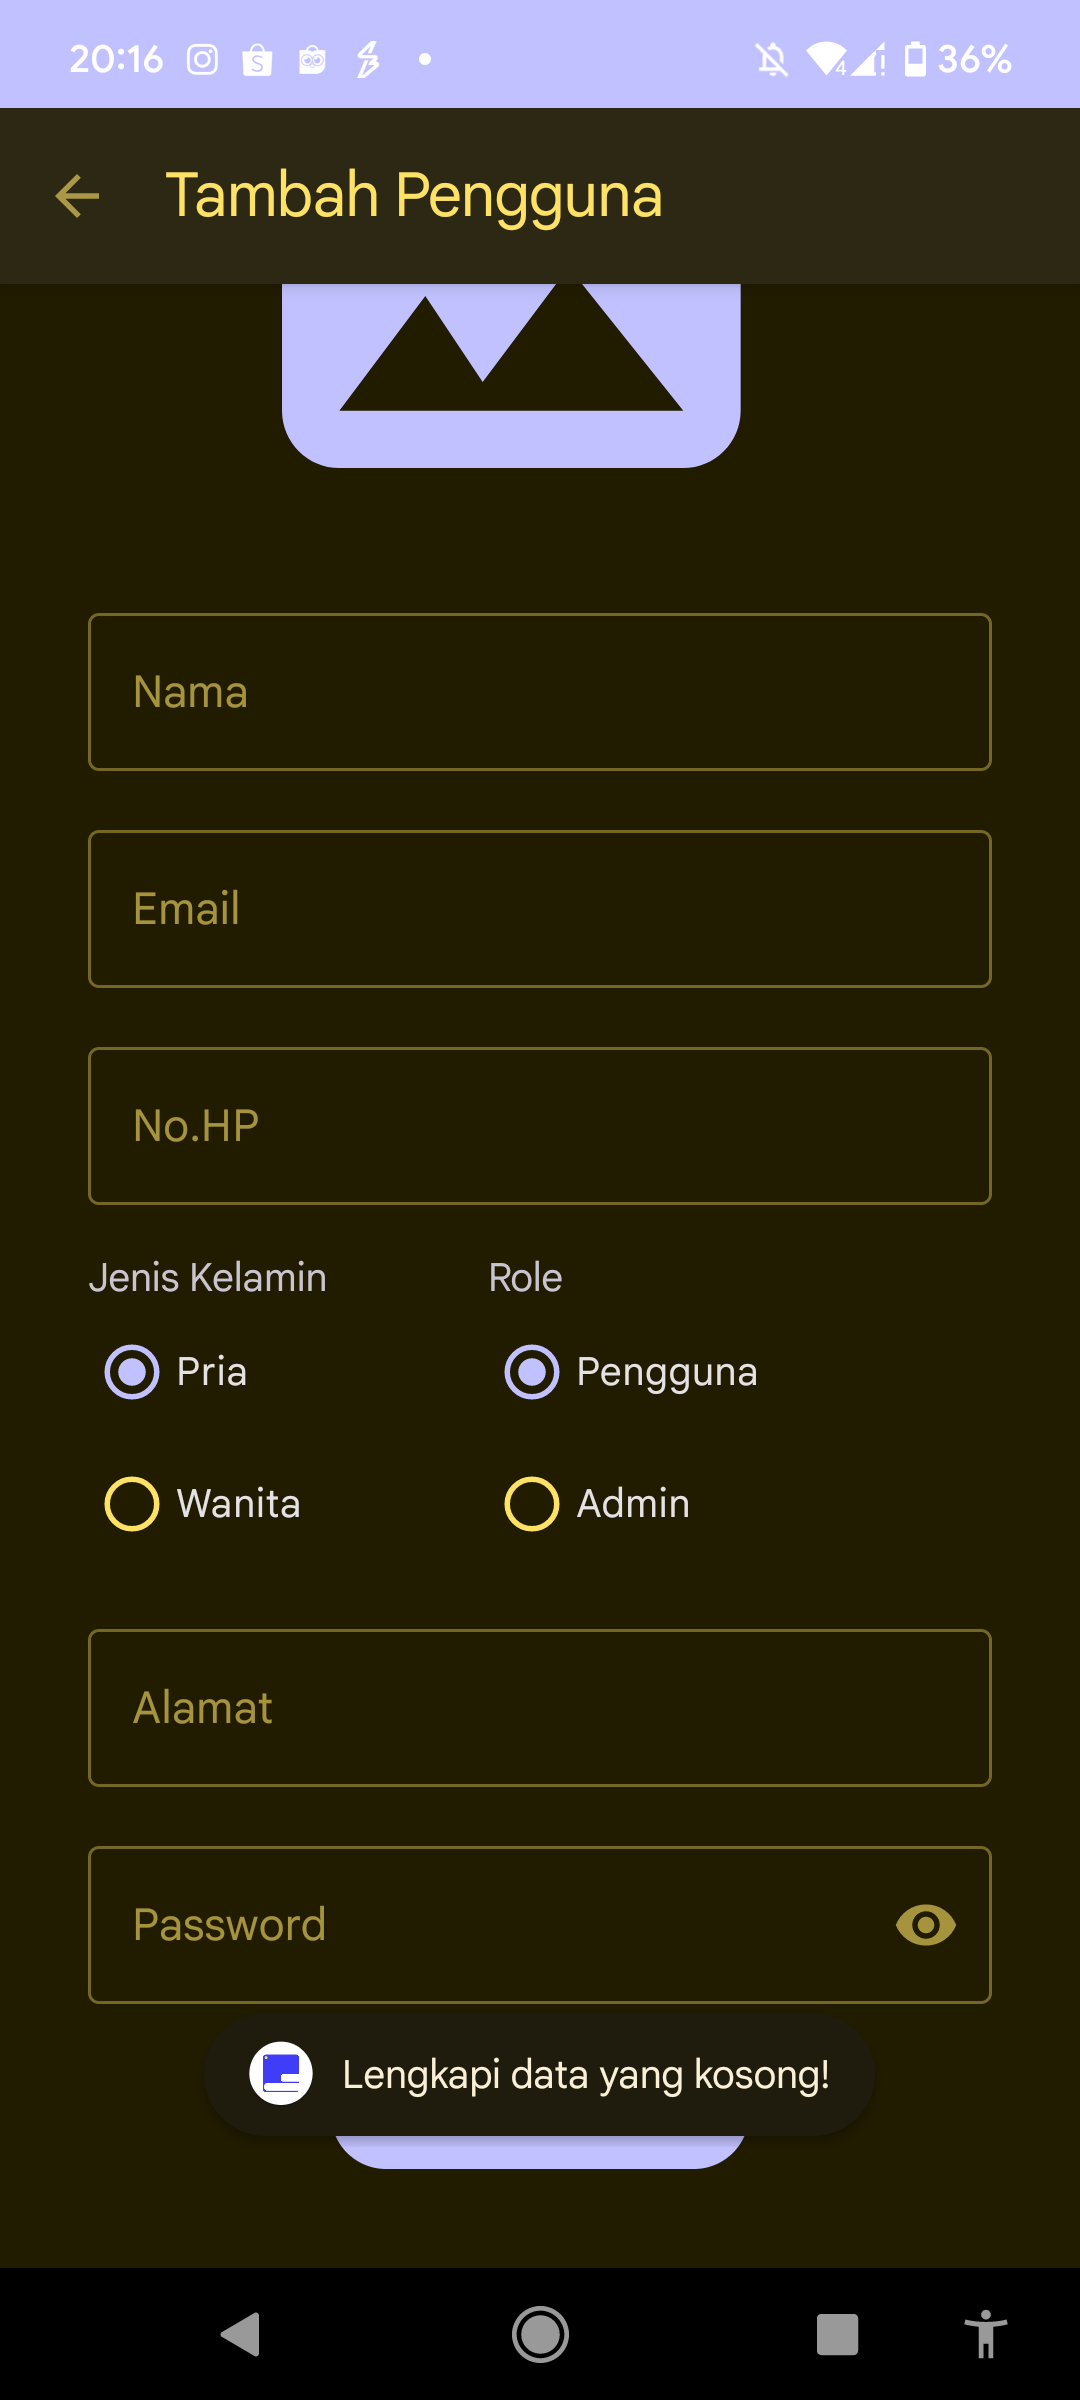 20:16 36%
Tambah Pengguna
Nama
Email
No.HP
Jenis Kelamin Role
Pria Pengguna
Wanita Admin
Alamat
Password
Lengkapi data yang kosong!